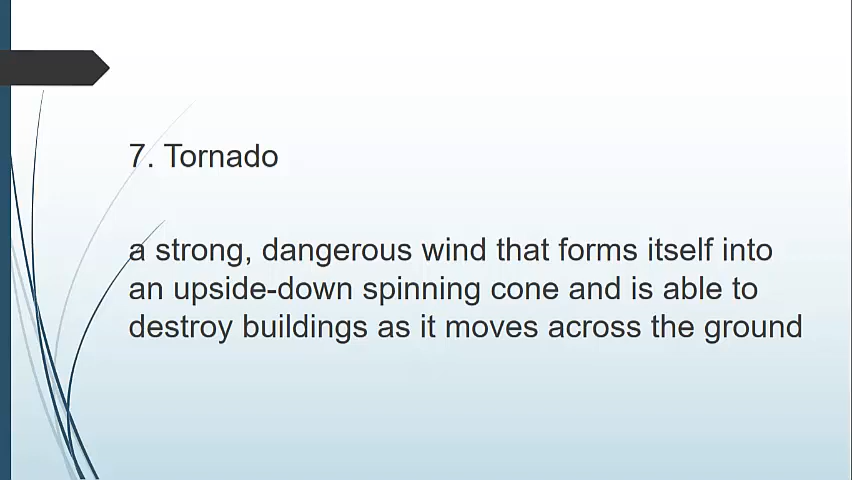 7. Tornado
a strong, dangerous wind that forms itself into
an upside-down spinning cone and is able to
destroy buildings as it moves across the ground